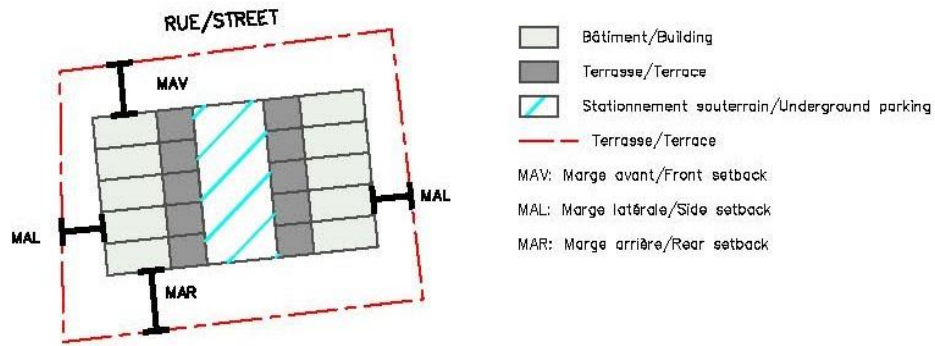 RUE/STREET
MAV
MAL
MAL
MAR
Bâtiment/Building
Terrasse/Terrace
Stationnement souterrain/Underground parking
Terrasse/Terrace
MAV: Marge avant/Front setback
MAL: Marge latérale/Side setback
MAR: Marge arrière/Rear setback